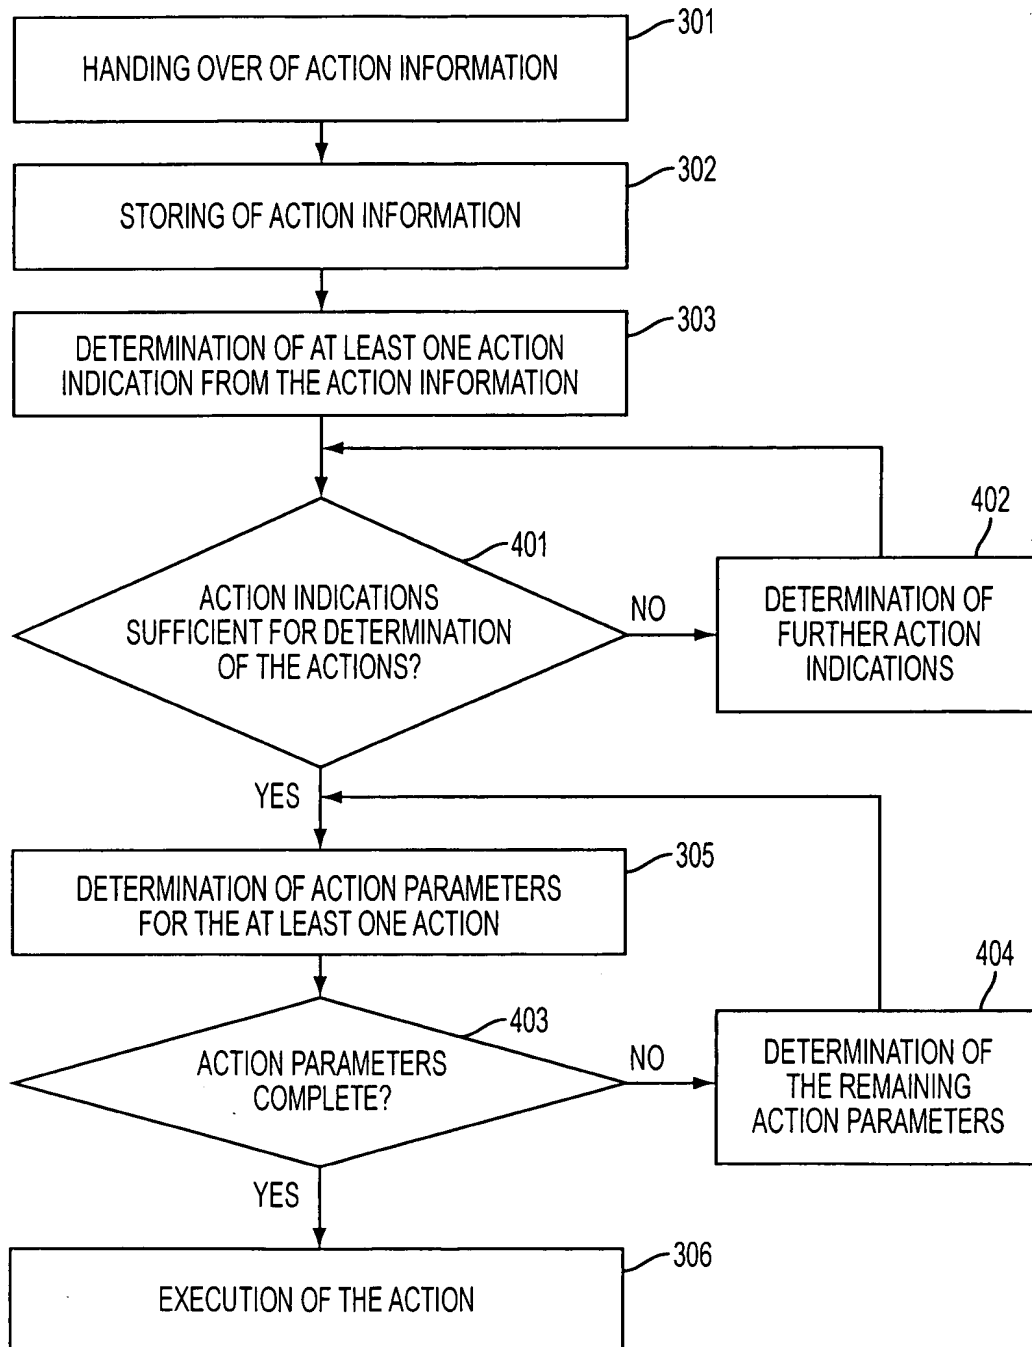 301
HANDING OVER OF ACTION INFORMATION
302
STORING OF ACTION INFORMATION
303
DETERMINATION OF AT LEAST ONE ACTION
INDICATION FROM THE ACTION INFORMATION
401
ACTION INDICATIONS
SUFFICIENT FOR DETERMINATION
OF THE ACTIONS?
NO
402
DETERMINATION OF
FURTHER ACTION
INDICATIONS
YES
305
DETERMINATION OF ACTION PARAMETERS
FOR THE AT LEAST ONE ACTION
403
ACTION PARAMETERS
COMPLETE?
NO
404
DETERMINATION OF
THE REMAINING
ACTION PARAMETERS
YES
306
EXECUTION OF THE ACTION